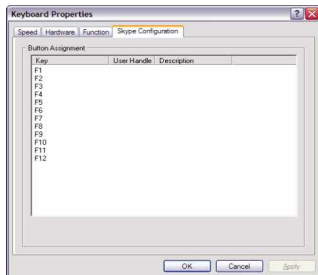 Keyboard Properties
Speed Hardware Function Skype Configuration
Button Assignment
Key User Handle Description
F1
F2
F3
F4
F5
F6
F7
F8
F9
F10
F11
F12
OK Cancel Apply